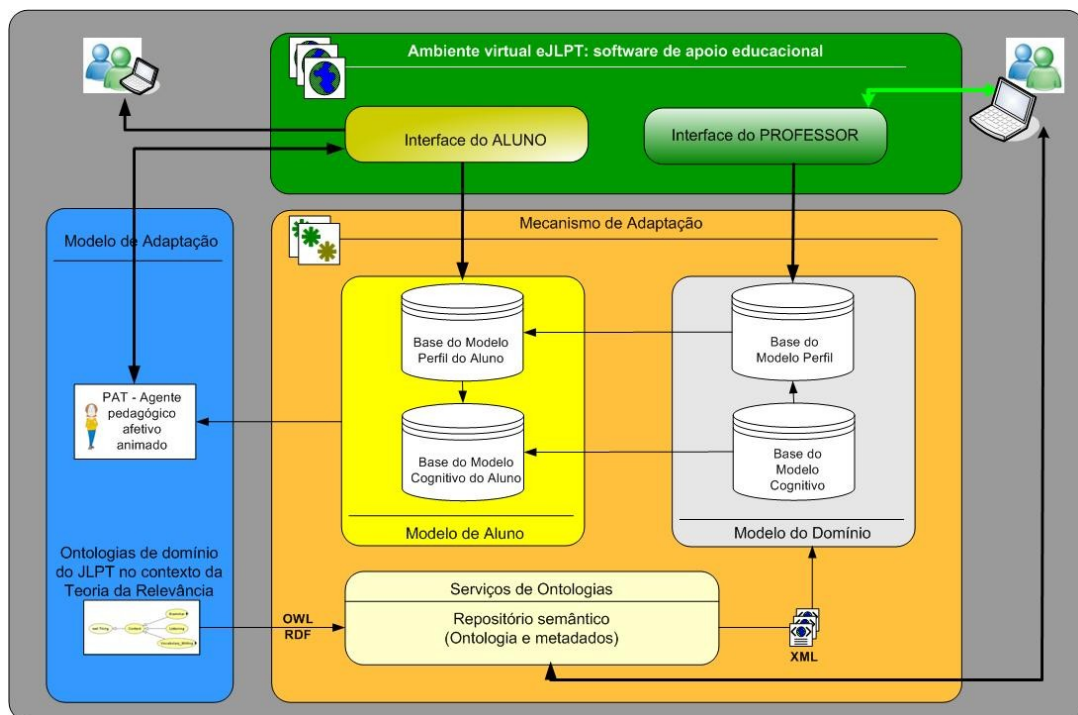 Ambiente virtual eJLPT: software de apoio educacional
Interface do ALUNO
Interface do PROFESSOR
Modelo de Adaptação
Mecanismo de Adaptação
Base do Modelo
Perfil do Aluno
Base do
Modelo Perfil
PAT - Agente
pedagógico
afetivo
animado
Base do Modelo
Cognitivo do Aluno
Base do
Modelo
Cognitivo
Modelo de Aluno
Modelo do Domínio
Ontologias de domínio
do JLPT no contexto da
Teoria da Relevância
OWL
RDF
Serviços de Ontologias
Repositório semântico
(Ontologia e metadados)
XML